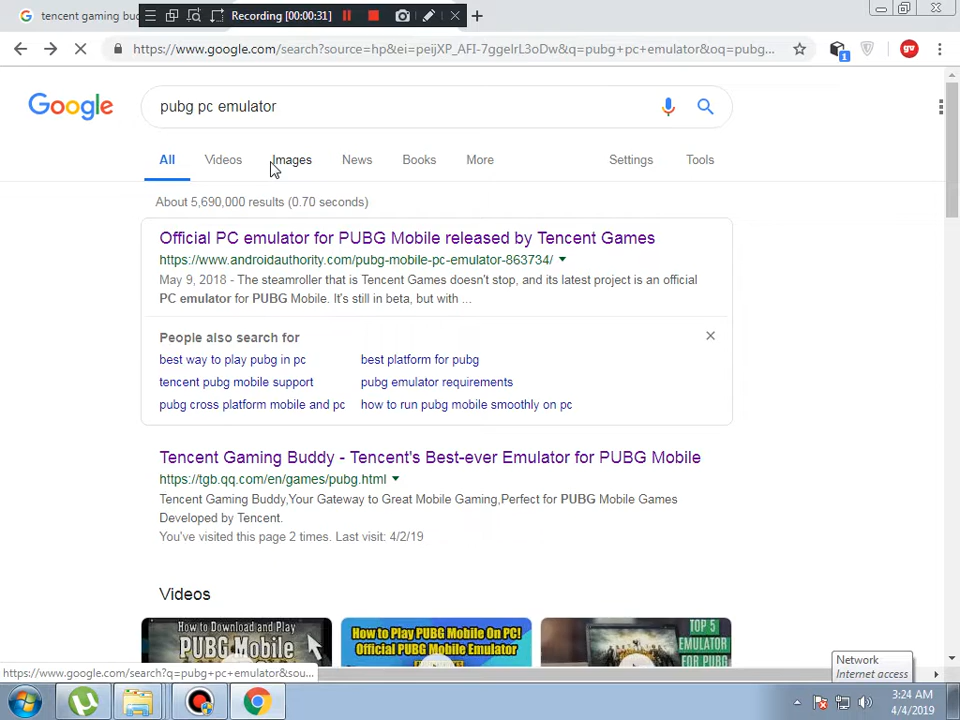 tencent gaming bud
Recording [00:00:31]
https://www.google.com/search?source=hp&ei=peijXP_AFI-7ggelrL3oDw&q=pubg+pc+emulator&oq=pubg...
1
gv
Google
pubg pc emulator
All Videos Images News Books More Settings Tools
About 5,690,000 results (0.70 seconds)
Official PC emulator for PUBG Mobile released by Tencent Games
https://www.androidauthority.com/pubg-mobile-pc-emulator-863734/
May 9, 2018 - The steamroller that is Tencent Games doesn't stop, and its latest project is an official
PC emulator for PUBG Mobile. It's still in beta, but with ...
People also search for
best way to play pubg in pc best platform for pubg
tencent pubg mobile support pubg emulator requirements
pubg cross platform mobile and pc how to run pubg mobile smoothly on pc
Tencent Gaming Buddy - Tencent's Best-ever Emulator for PUBG Mobile
https://tgb.qq.com/en/games/pubg.html
Tencent Gaming Buddy,Your Gateway to Great Mobile Gaming,Perfect for PUBG Mobile Games
Developed by Tencent.
You've visited this page 2 times. Last visit: 4/2/19
Videos
How to Download and Play
PUBG Mobile
How to Play PUBG Mobile On PC!
Official PUBG Mobile Emulator
TOP 5
EMULATOR
FOR PUBG
https://www.google.com/search?q=pubg+pc+emulator&sou...
Network
Internet access
3:24 AM
4/4/2019